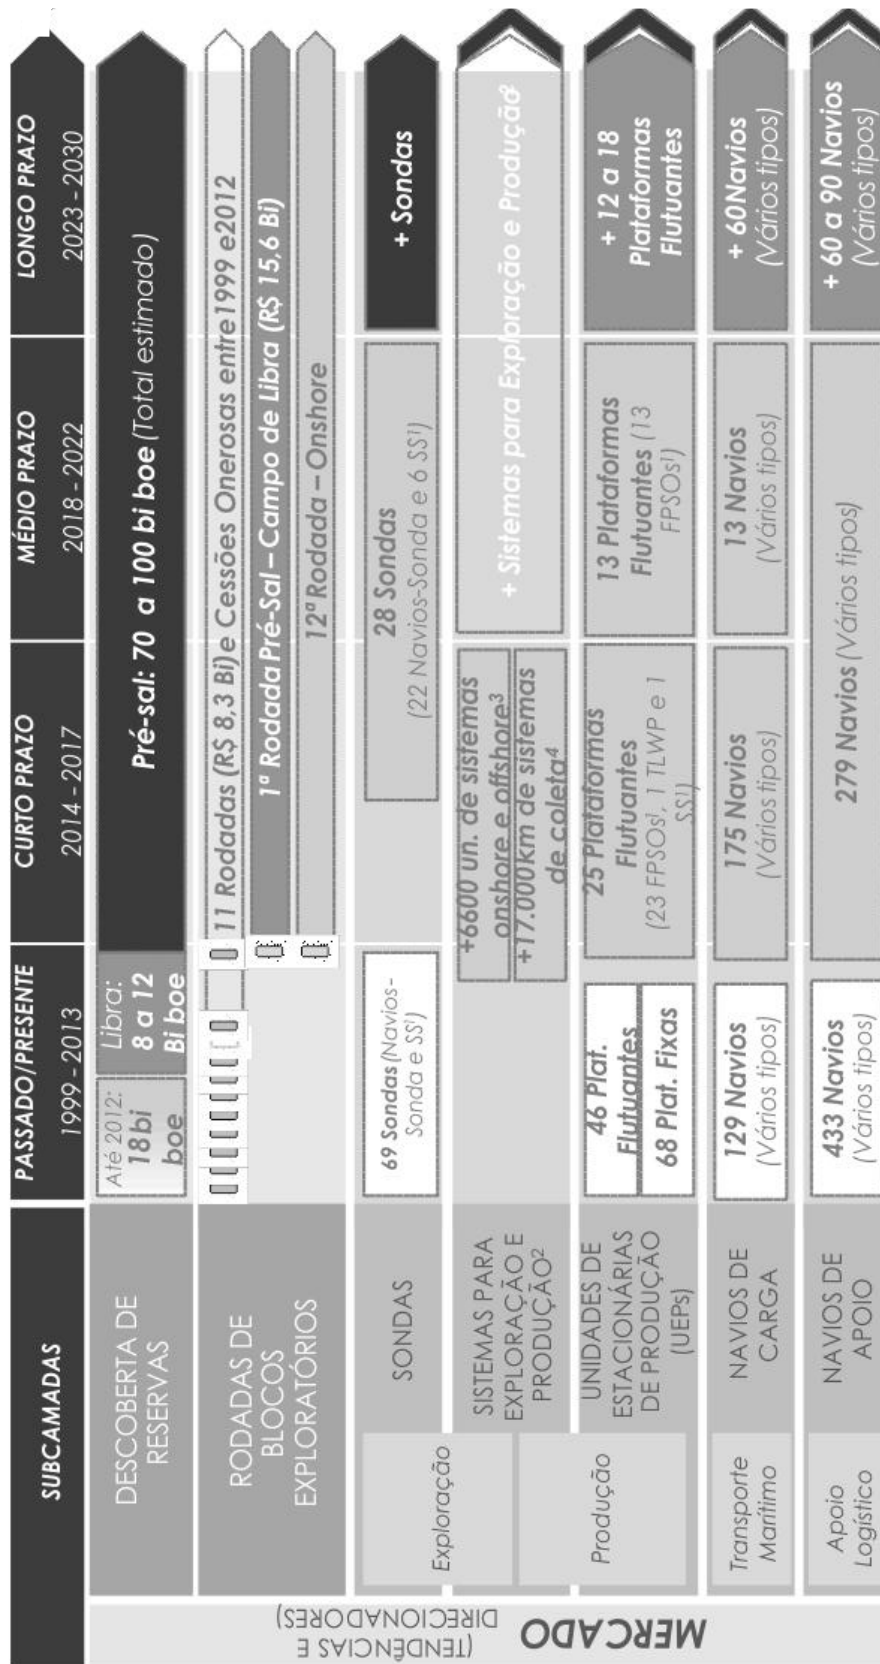 SUBCAMADAS
PASSADO/PRESENTE
1999 - 2013
CURTO PRAZO
2014 - 2017
MÉDIO PRAZO
2018 - 2022
LONGO PRAZO
2023 - 2030
MERCADO
(TENDÊNCIAS E
DIRECIONADORES)
DESCOBERTA DE
RESERVAS
Até 2012:
18 bi
boe
Libra:
8 a 12
Bi boe
Pré-sal: 70 a 100 bi boe (Total estimado)
RODADAS DE
BLOCOS
EXPLORATÓRIOS
11 Rodadas (R$ 8,3 Bi)e Cessões Onerosas entre1999 e2012
1ª Rodada Pré-Sal – Campo de Libra (R$ 15,6 Bi)
12ª Rodada – Onshore
Exploração
SONDAS
69 Sondas (Navios-
Sonda e SS¹)
28 Sondas
(22 Navios-Sonda e 6 SS¹)
+ Sondas
SISTEMAS PARA
EXPLORAÇÃO E
PRODUÇÃO²
+6600 un. de sistemas
onshore e offshore³
+17.000km de sistemas
de coleta⁴
+ Sistemas para Exploração e Produção²
Produção
UNIDADES DE
ESTACIONÁRIAS
DE PRODUÇÃO
(UEPs)
46 Plat.
Flutuantes
68 Plat. Fixas
25 Plataformas
Flutuantes
(23 FPSOs¹, 1 TLWP e 1
SS¹)
13 Plataformas
Flutuantes (13
FPSOs¹)
+ 12 a 18
Plataformas
Flutuantes
Transporte
Marítimo
NAVIOS DE
CARGA
129 Navios
(Vários tipos)
175 Navios
(Vários tipos)
13 Navios
(Vários tipos)
+ 60Navios
(Vários tipos)
Apoio
Logístico
NAVIOS DE
APOIO
433 Navios
(Vários tipos)
279 Navios (Vários tipos)
+ 60 a 90 Navios
(Vários tipos)